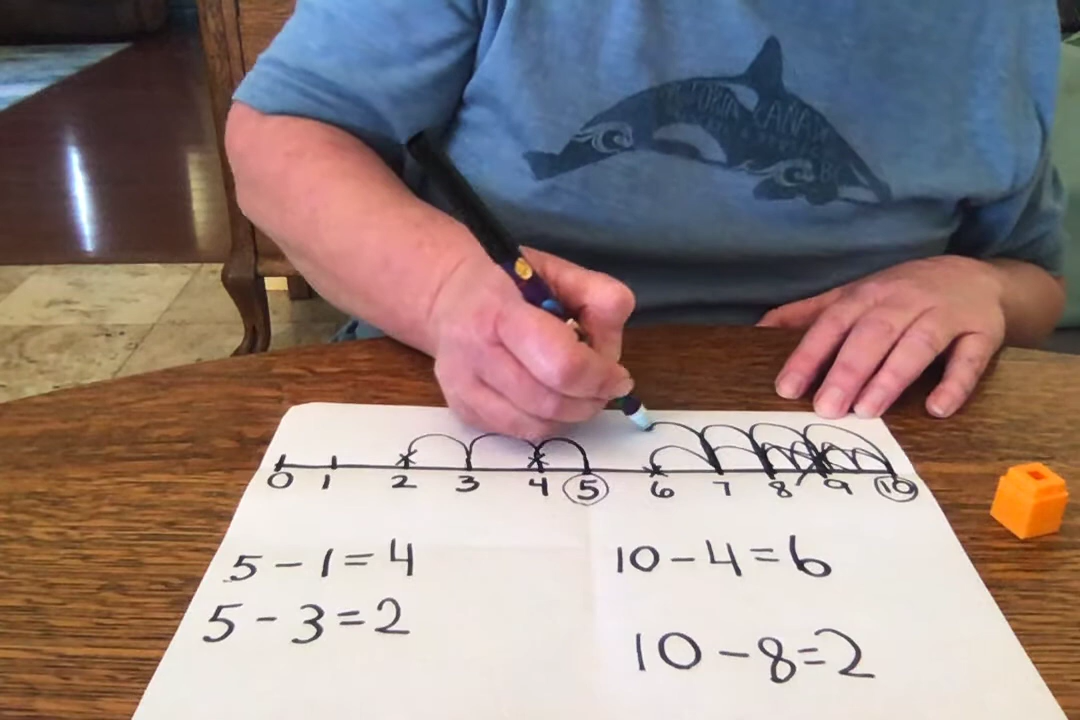 0 1 2 3 4 5 6 7 8 9 10
5 - 1 = 4
10 - 4 = 6
5 - 3 = 2
10 - 8 = 2